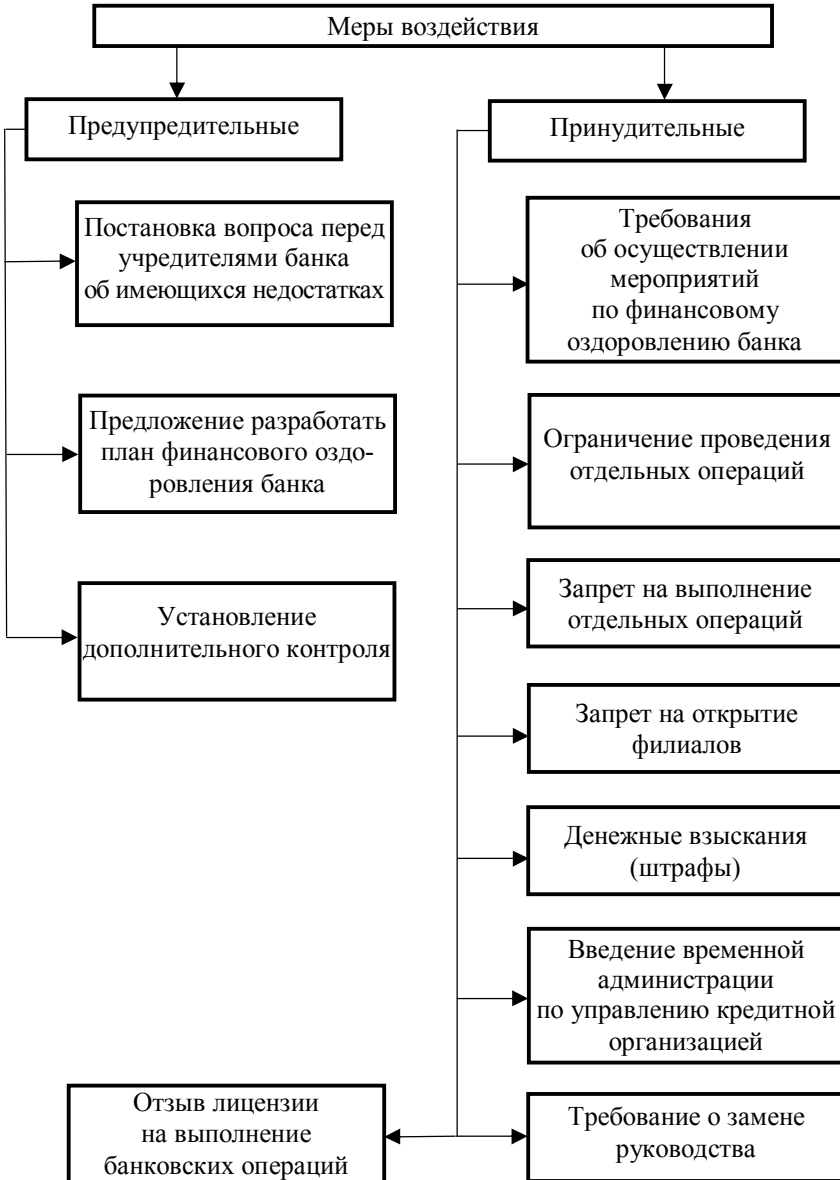 Меры воздействия
Предупредительные
Принудительные
Постановка вопроса перед
учредителями банка
об имеющихся недостатках
Предложение разработать
план финансового оздо-
ровления банка
Установление
дополнительного контроля
Требования
об осуществлении
мероприятий
по финансовому
оздоровлению банка
Ограничение проведения
отдельных операций
Запрет на выполнение
отдельных операций
Запрет на открытие
филиалов
Денежные взыскания
(штрафы)
Введение временной
администрации
по управлению кредитной
организацией
Отзыв лицензии
на выполнение
банковских операций
Требование о замене
руководства